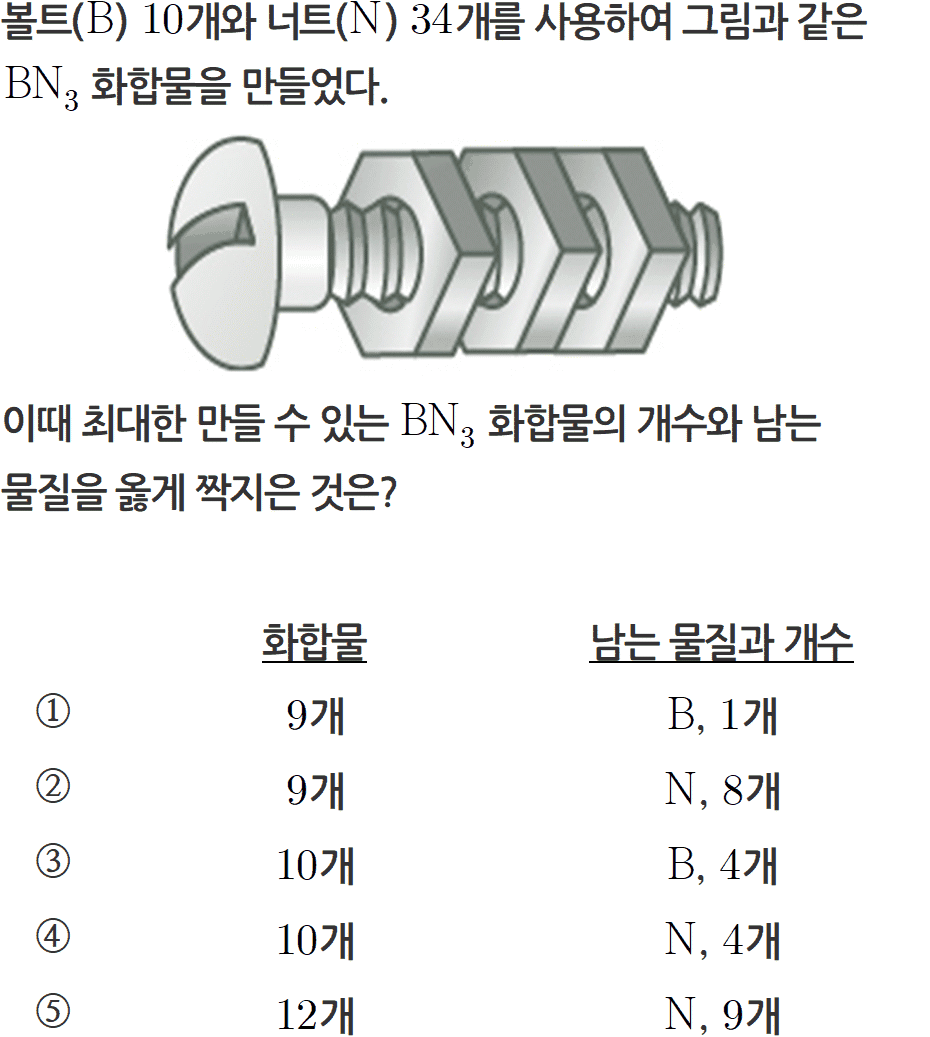 볼트(B) 10개와 너트(N) 34개를 사용하여 그림과 같은
BN₃ 화합물을 만들었다.
이때 최대한 만들 수 있는 BN₃ 화합물의 개수와 남는
물질을 옳게 짝지은 것은?
화합물 남는 물질과 개수
① 9개 B, 1개
② 9개 N, 8개
③ 10개 B, 4개
④ 10개 N, 4개
⑤ 12개 N, 9개